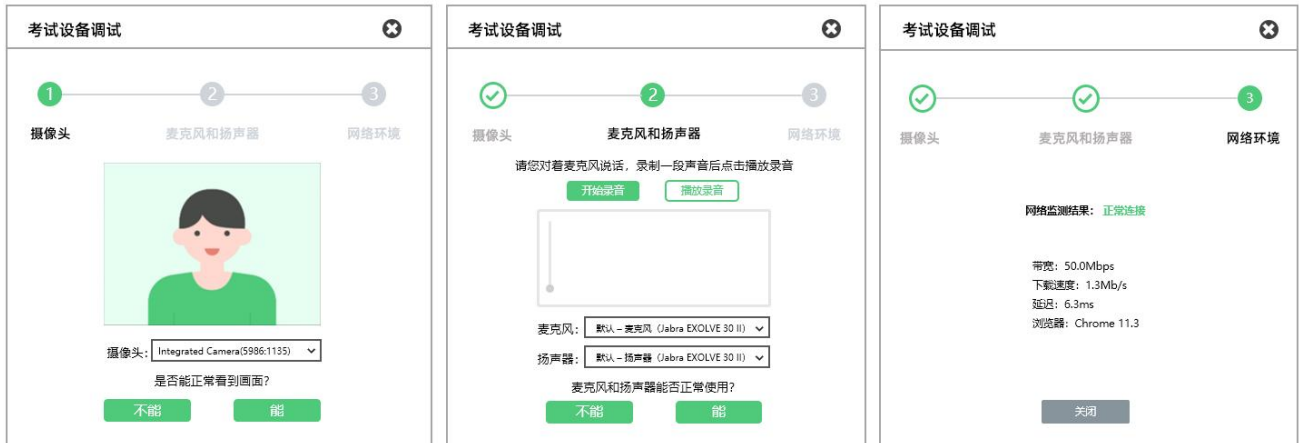 考试设备调试
1
2
3
摄像头
麦克风和扬声器
网络环境
摄像头:
Integrated Camera(5986:1135)
是否能正常看到画面?
不能
能
考试设备调试
2
3
摄像头
麦克风和扬声器
网络环境
请您对着麦克风说话，录制一段声音后点击播放录音
开始录音
播放录音
麦克风:
默认 – 麦克风（Jabra EXOLVE 30 II）
扬声器:
默认 – 扬声器（Jabra EXOLVE 30 II）
麦克风和扬声器能否正常使用?
不能
能
考试设备调试
3
摄像头
麦克风和扬声器
网络环境
网络监测结果： 正常连接
带宽：50.0Mbps
下载速度：1.3Mb/s
延迟：6.3ms
浏览器：Chrome 11.3
关闭